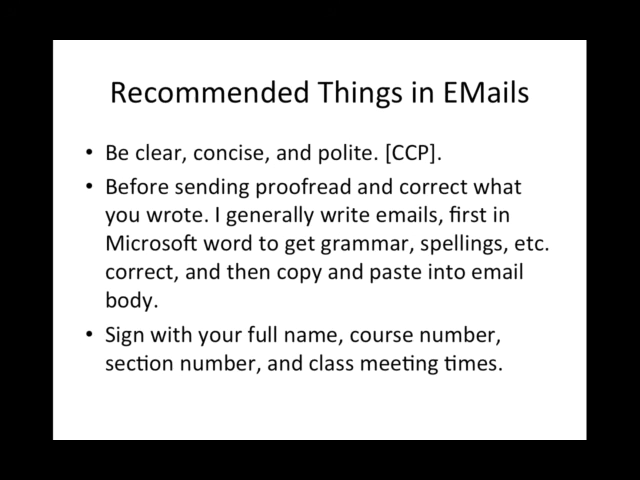 Recommended Things in EMails
• Be clear, concise, and polite. [CCP].
• Before sending proofread and correct what
you wrote. I generally write emails, first in
Microsoft word to get grammar, spellings, etc.
correct, and then copy and paste into email
body.
• Sign with your full name, course number,
section number, and class meeting times.